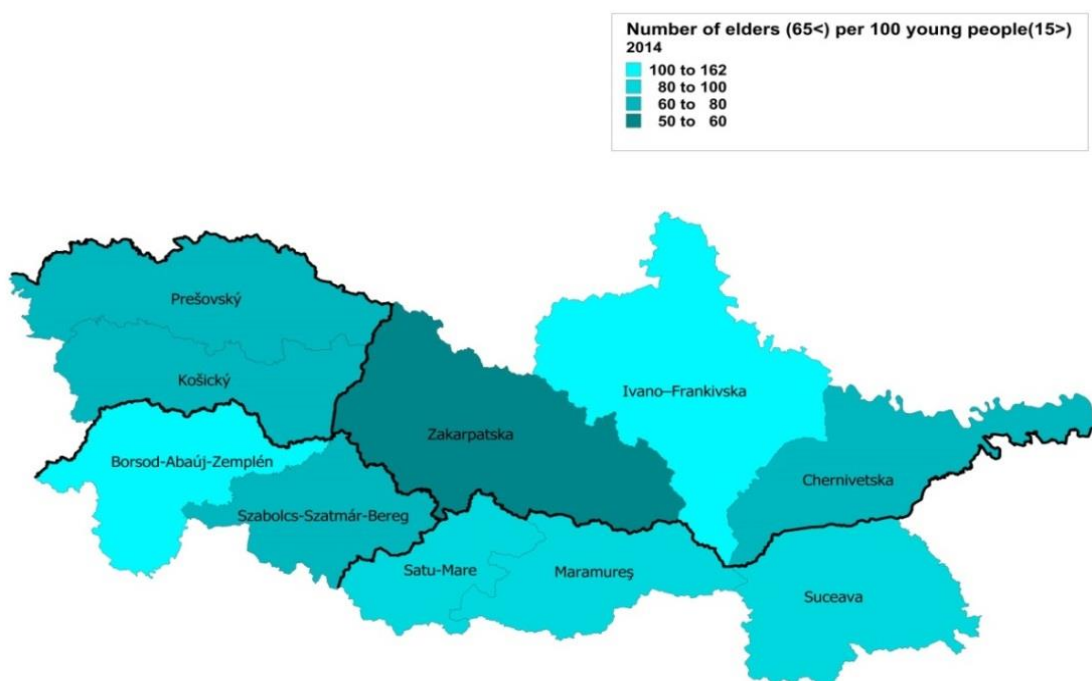 Number of elders (65<) per 100 young people(15>)
2014
100 to 162
80 to 100
60 to 80
50 to 60
Prešovský
Košický
Ivano-Frankivska
Zakarpatska
Borsod-Abaúj-Zemplén
Chernivetska
Szabolcs-Szatmár-Bereg
Satu-Mare
Maramureş
Suceava